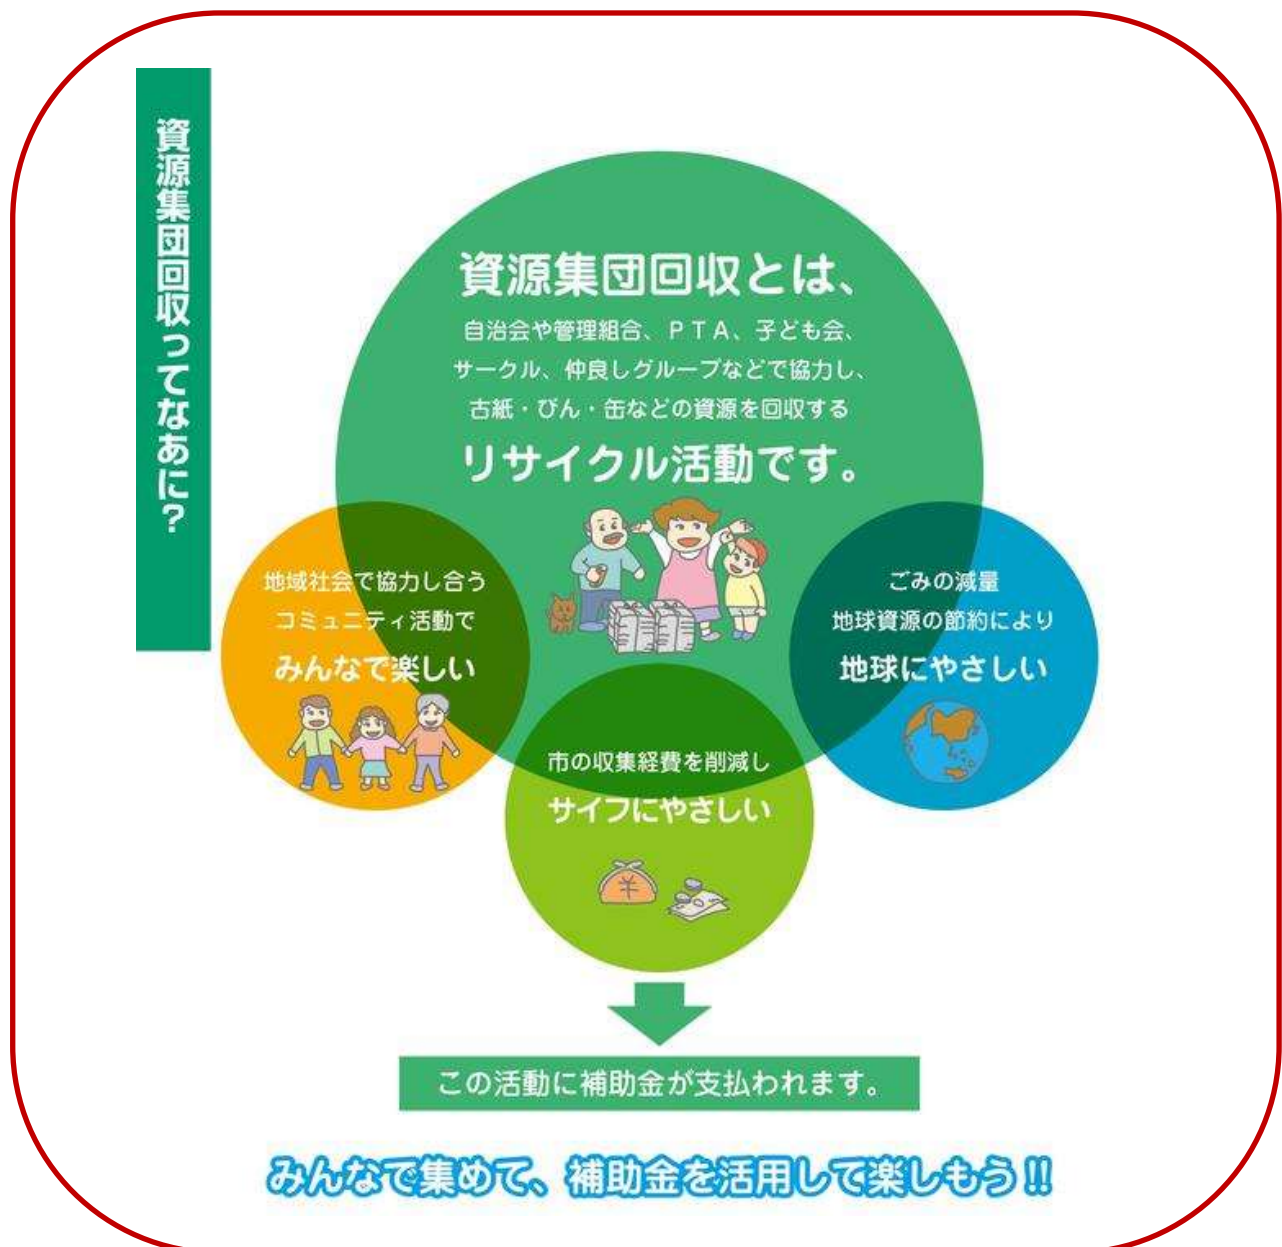 資源集団回収ってなあに？
資源集団回収とは、
自治会や管理組合、ＰＴＡ、子ども会、
サークル、仲良しグループなどで協力し、
古紙・びん・缶などの資源を回収する
リサイクル活動です。
地域社会で協力し合う
コミュニティ活動で
みんなで楽しい
市の収集経費を削減し
サイフにやさしい
ごみの減量
地球資源の節約により
地球にやさしい
この活動に補助金が支払われます。
みんなで集めて、補助金を活用して楽しもう!!